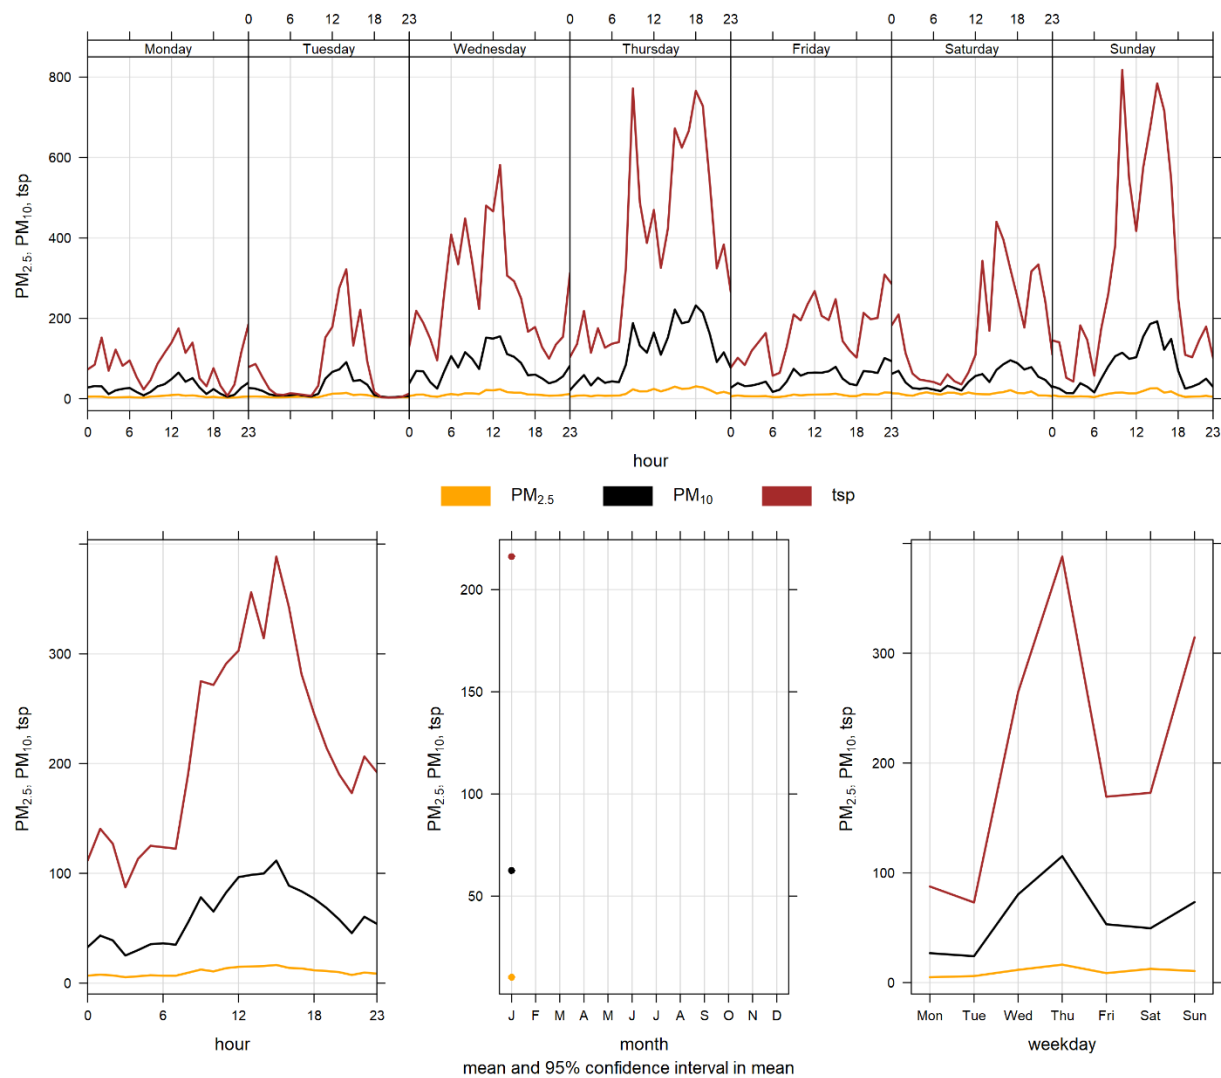 0 6 12 18 23 0 6 12 18 23 0 6 12 18 23
Monday Tuesday Wednesday Thursday Friday Saturday Sunday
800
600
400
200
0
PM2.5, PM10, tsp
0 6 12 18 23 0 6 12 18 23 0 6 12 18 23 0 6 12 18 23
hour
PM2.5 PM10 tsp
300
200
100
0
PM2.5, PM10, tsp
0 6 12 18 23
hour
200
150
100
50
PM2.5, PM10, tsp
J F M A M J J A S O N D
month
mean and 95% confidence interval in mean
300
200
100
0
PM2.5, PM10, tsp
Mon Tue Wed Thu Fri Sat Sun
weekday